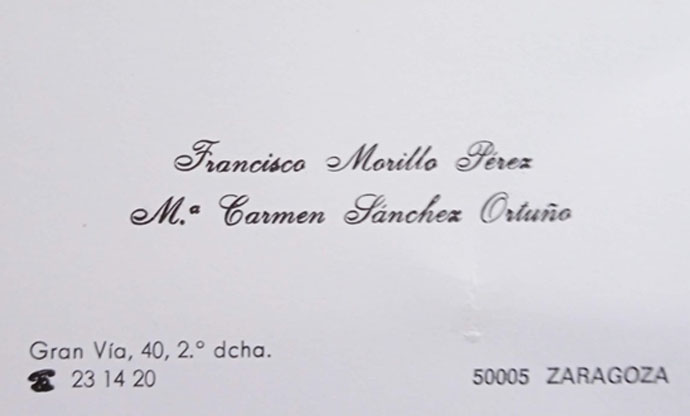 Francisco Morillo Pérez
M.ª Carmen Sánchez Ortuño
Gran Vía, 40, 2.º dcha.
☎ 23 14 20
50005 ZARAGOZA